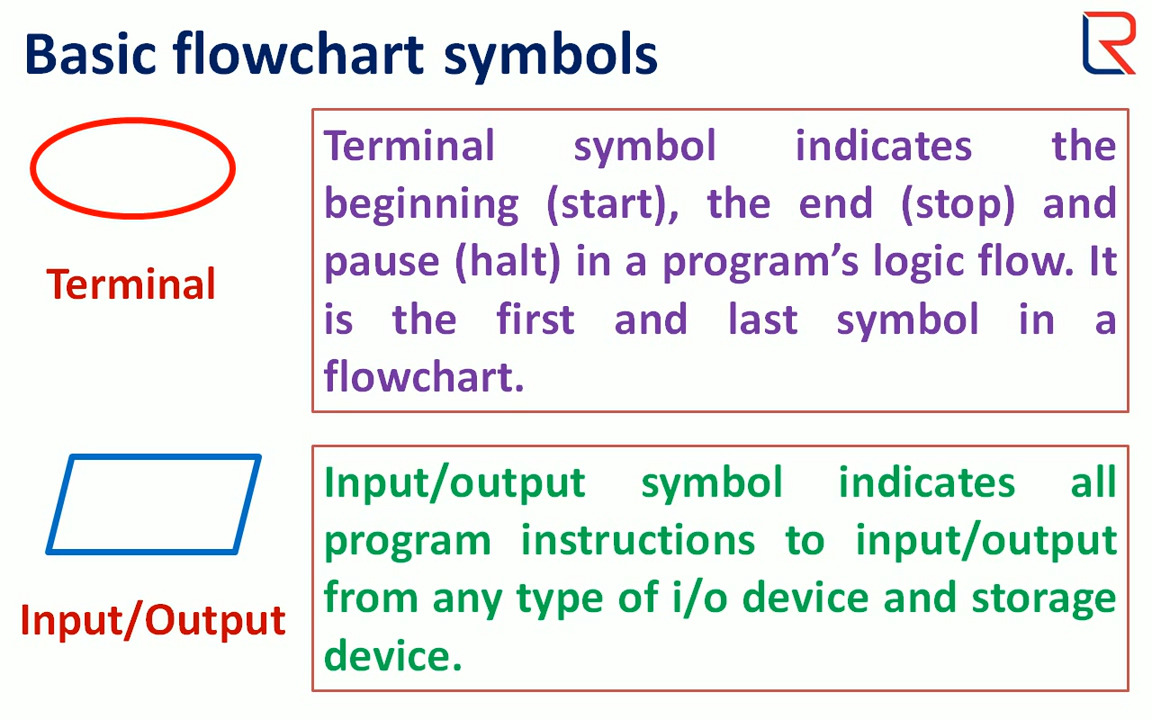 Basic flowchart symbols
Terminal symbol indicates the
beginning (start), the end (stop) and
pause (halt) in a program’s logic flow. It
is the first and last symbol in a
flowchart.
Terminal
Input/output symbol indicates all
program instructions to input/output
from any type of i/o device and storage
device.
Input/Output